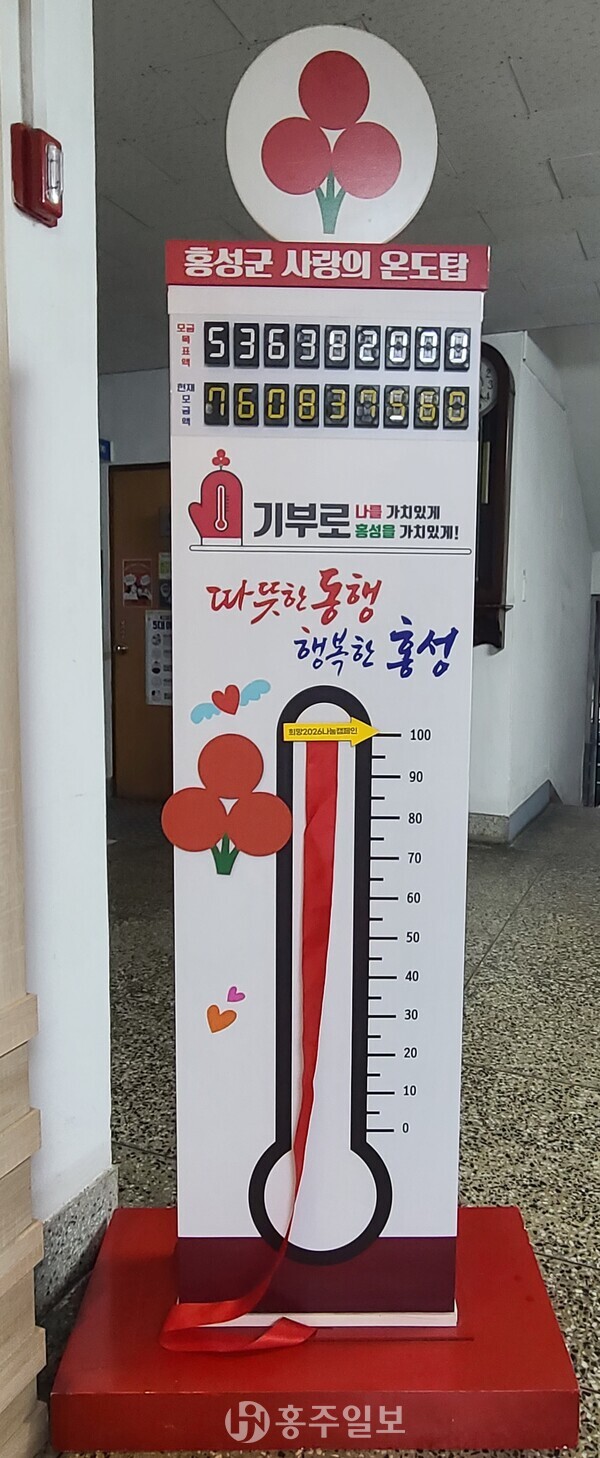 홍성군 사랑의 온도탑
모금목표액 536382000
현재모금액
기부로 나를 가치있게
홍성을 가치있게!
따뜻한 동행
행복한 홍성
희망2026나눔캠페인
100
90
80
70
60
50
40
30
20
10
0
홍주일보